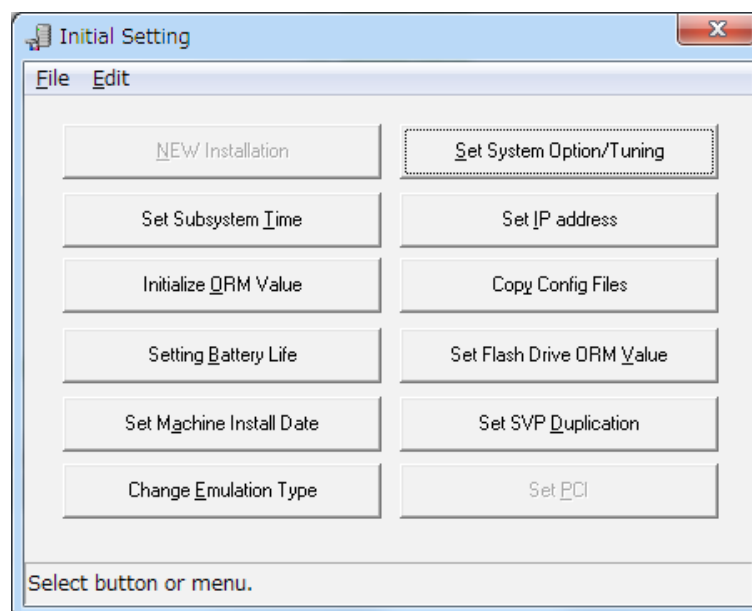 Initial Setting
File Edit
NEW Installation
Set System Option/Tuning
Set Subsystem Time
Set IP address
Initialize ORM Value
Copy Config Files
Setting Battery Life
Set Flash Drive ORM Value
Set Machine Install Date
Set SVP Duplication
Change Emulation Type
Set PCI
Select button or menu.